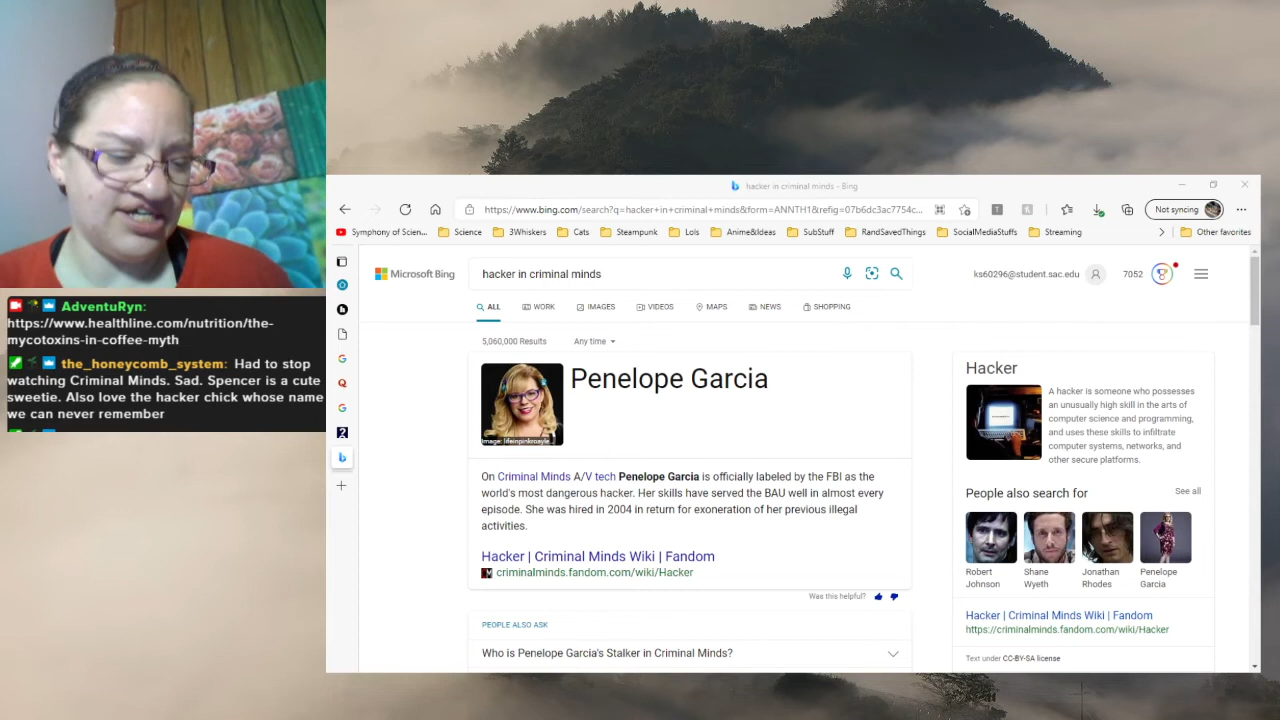 AdventuRyn:
https://www.healthline.com/nutrition/the-
mycotoxins-in-coffee-myth
the_honeycomb_system: Had to stop
watching Criminal Minds. Sad. Spencer is a cute
sweetie. Also love the hacker chick whose name
we can never remember
hacker in criminal minds - Bing
https://www.bing.com/search?q=hacker+in+criminal+minds&form=ANNTH1&refig=07b6dc3ac7754c...
Not syncing
Symphony of Scien...
Science
3Whiskers
Cats
Steampunk
Lols
Anime&Ideas
SubStuff
RandSavedThings
SocialMediaStuffs
Streaming
Other favorites
Microsoft Bing
hacker in criminal minds
ks60296@student.sac.edu
7052
ALL
WORK
IMAGES
VIDEOS
MAPS
NEWS
SHOPPING
5,060,000 Results
Any time
Penelope Garcia
On Criminal Minds A/V tech Penelope Garcia is officially labeled by the FBI as the
world's most dangerous hacker. Her skills have served the BAU well in almost every
episode. She was hired in 2004 in return for exoneration of her previous illegal
activities.
Hacker | Criminal Minds Wiki | Fandom
criminalminds.fandom.com/wiki/Hacker
Was this helpful?
PEOPLE ALSO ASK
Who is Penelope Garcia's Stalker in Criminal Minds?
Hacker
A hacker is someone who possesses
an unusually high skill in the arts of
computer science and programming,
and uses these skills to infiltrate
computer systems, networks, and
other secure platforms.
People also search for
See all
Robert
Johnson
Shane
Wyeth
Jonathan
Rhodes
Penelope
Garcia
Hacker | Criminal Minds Wiki | Fandom
https://criminalminds.fandom.com/wiki/Hacker
Text under CC-BY-SA license